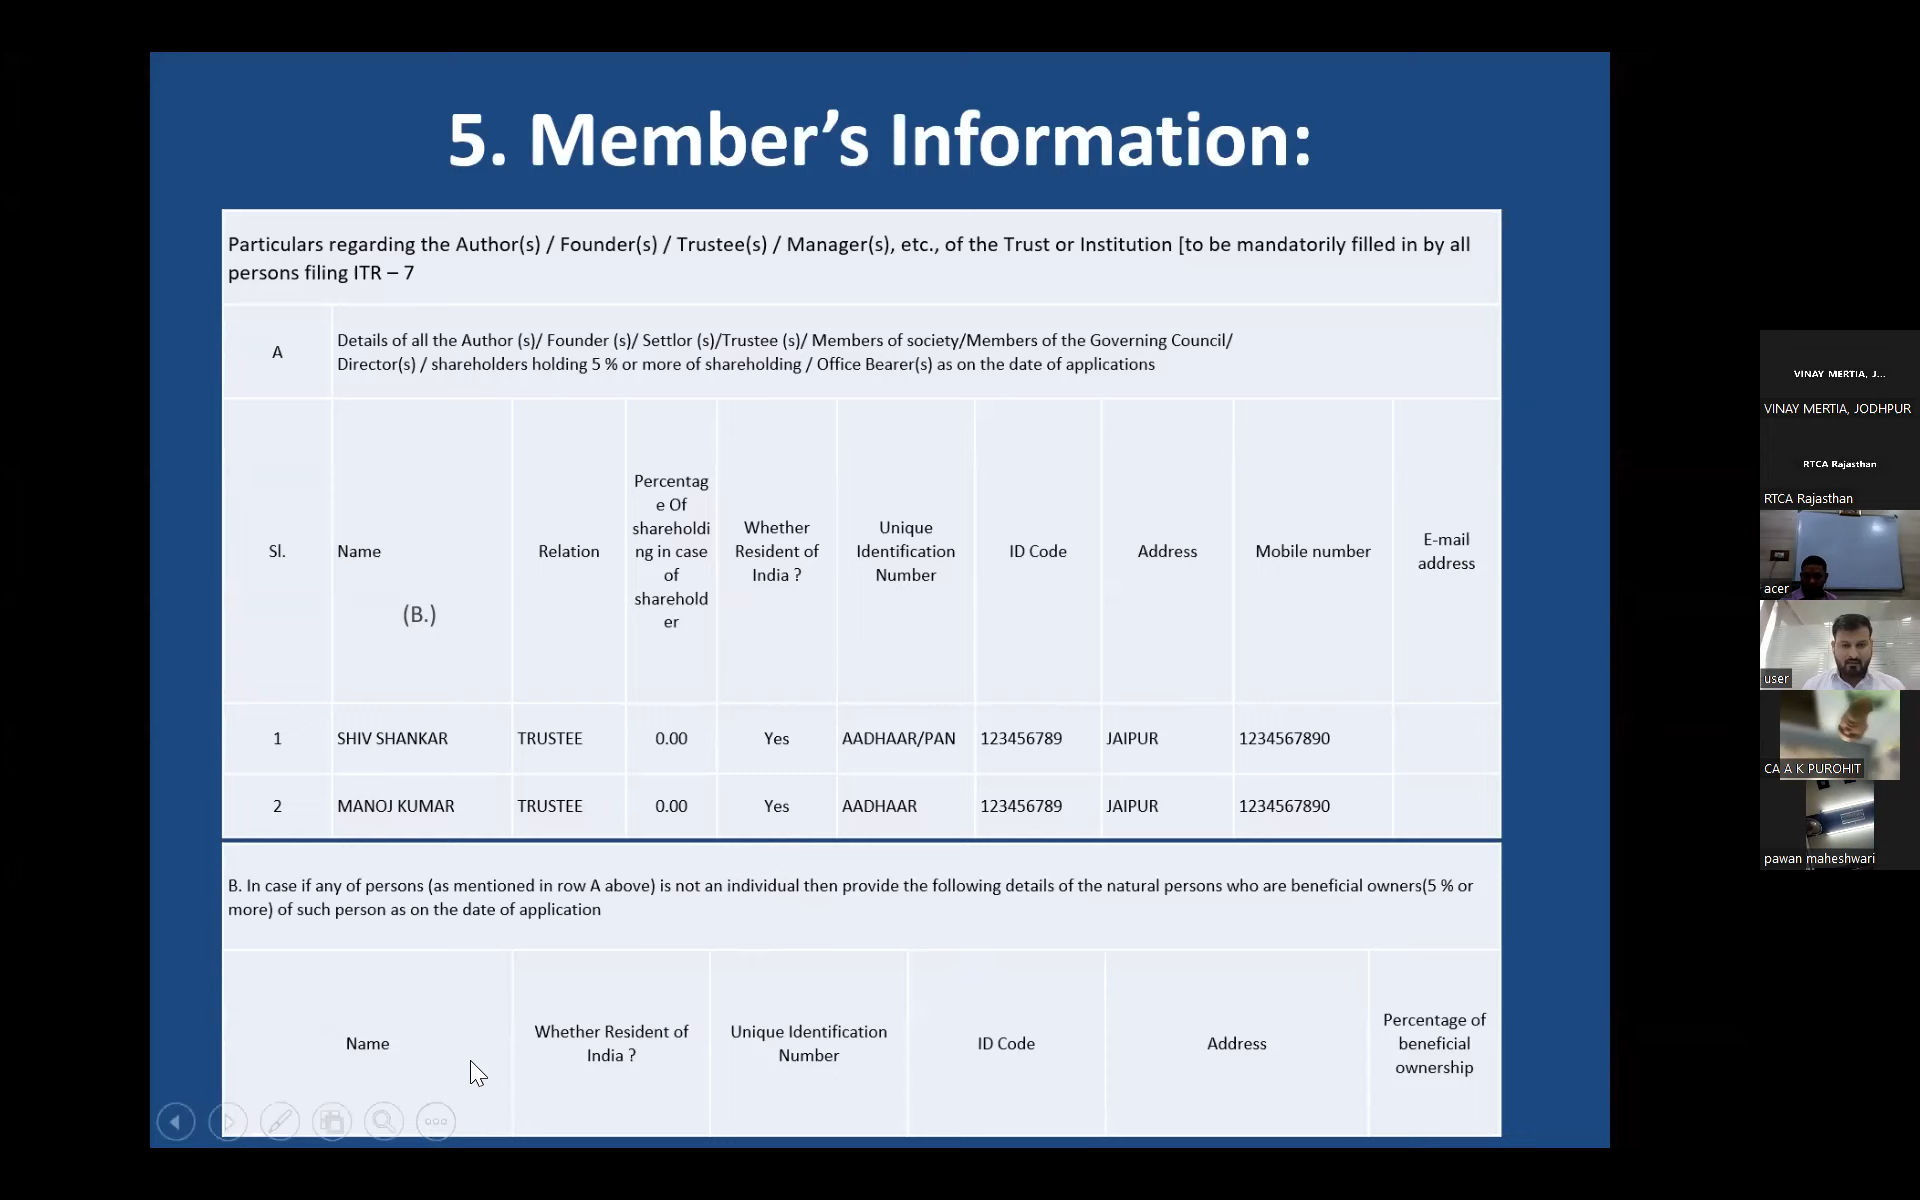 5. Member’s Information:
Particulars regarding the Author(s) / Founder(s) / Trustee(s) / Manager(s), etc., of the Trust or Institution [to be mandatorily filled in by all
persons filing ITR – 7
A
Details of all the Author (s)/ Founder (s)/ Settlor (s)/Trustee (s)/ Members of society/Members of the Governing Council/
Director(s) / shareholders holding 5 % or more of shareholding / Office Bearer(s) as on the date of applications
Sl.
Name
(B.)
Relation
Percentag
e Of
shareholdi
ng in case
of
sharehold
er
Whether
Resident of
India ?
Unique
Identification
Number
ID Code
Address
Mobile number
E-mail
address
1 SHIV SHANKAR TRUSTEE 0.00 Yes AADHAAR/PAN 123456789 JAIPUR 1234567890
2 MANOJ KUMAR TRUSTEE 0.00 Yes AADHAAR 123456789 JAIPUR 1234567890
B. In case if any of persons (as mentioned in row A above) is not an individual then provide the following details of the natural persons who are beneficial owners(5 % or
more) of such person as on the date of application
Name
Whether Resident of
India ?
Unique Identification
Number
ID Code
Address
Percentage of
beneficial
ownership
VINAY MERTIA, J...
VINAY MERTIA, JODHPUR
RTCA Rajasthan
RTCA Rajasthan
acer
user
CA A K PUROHIT
pawan maheshwari